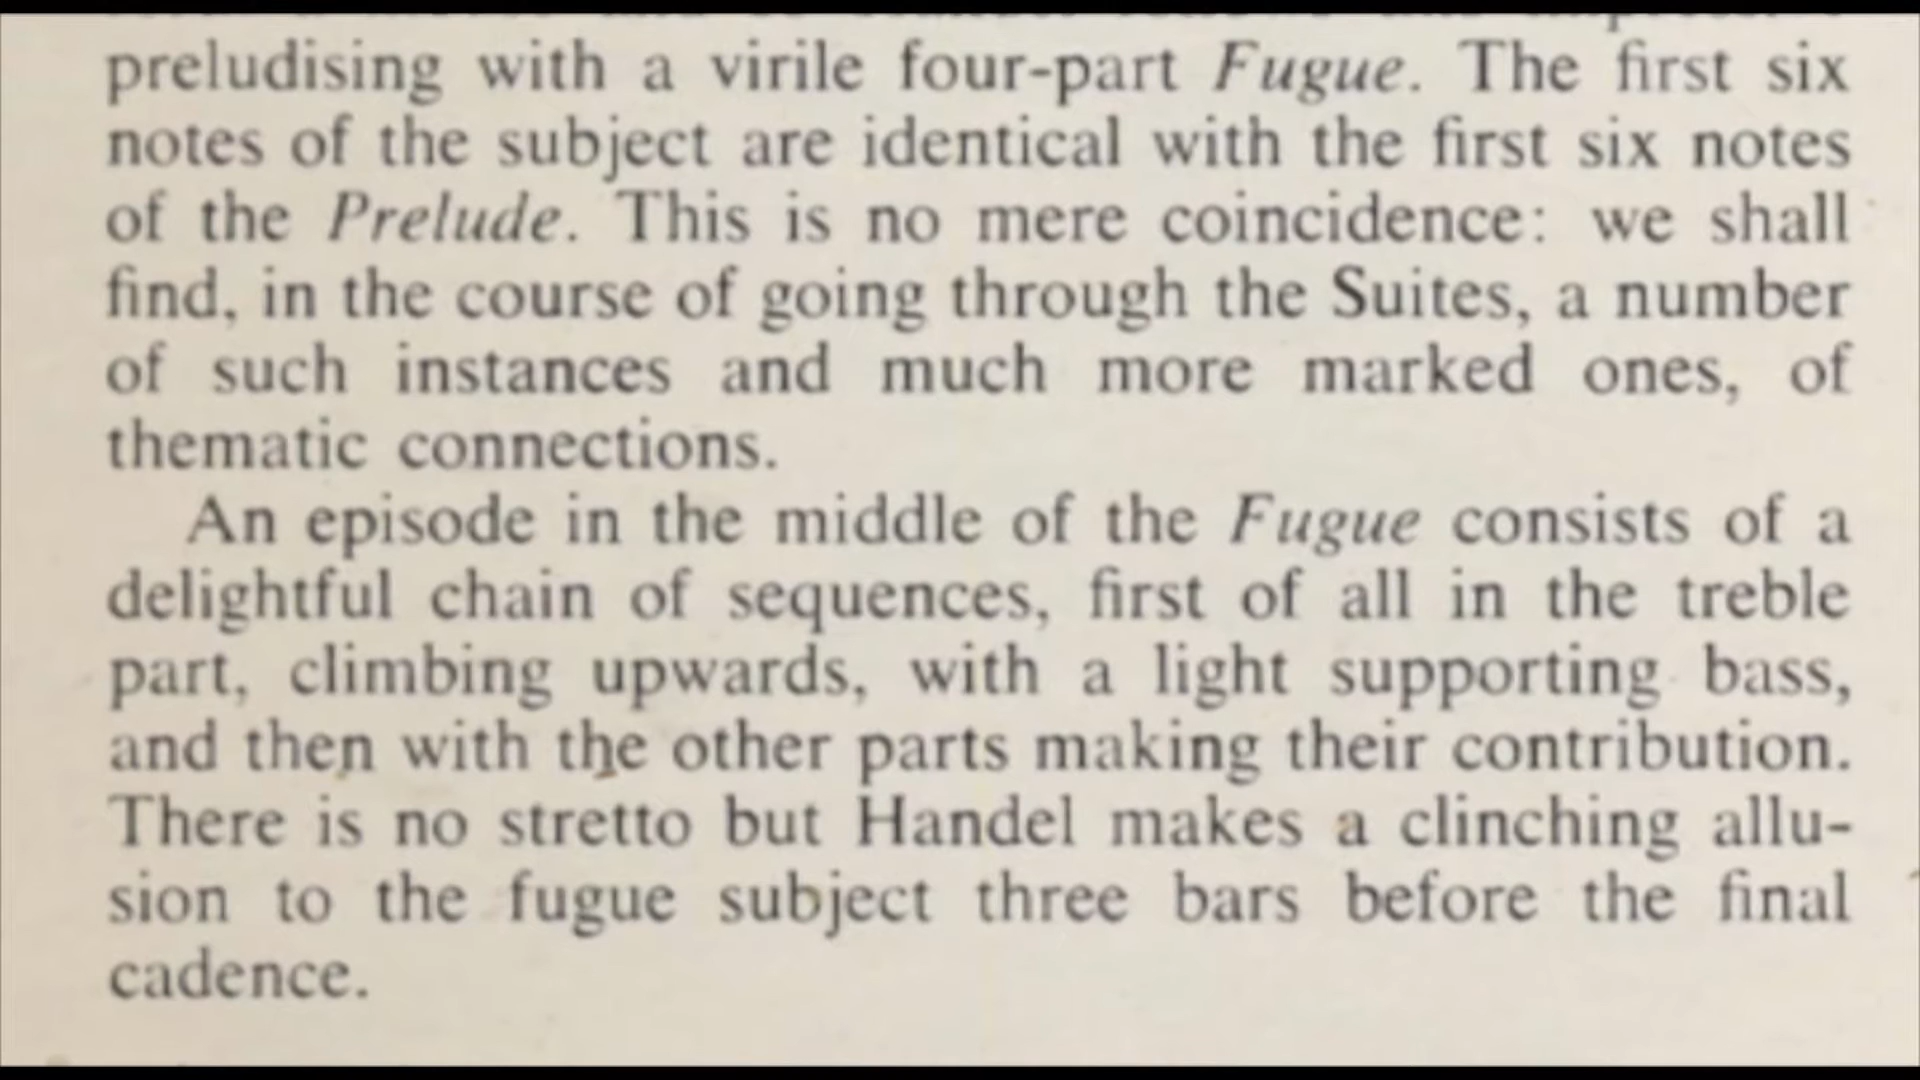 preludising with a virile four-part Fugue. The first six
notes of the subject are identical with the first six notes
of the Prelude. This is no mere coincidence: we shall
find, in the course of going through the Suites, a number
of such instances and much more marked ones, of
thematic connections.
An episode in the middle of the Fugue consists of a
delightful chain of sequences, first of all in the treble
part, climbing upwards, with a light supporting bass,
and then with the other parts making their contribution.
There is no stretto but Handel makes a clinching allu-
sion to the fugue subject three bars before the final
cadence.